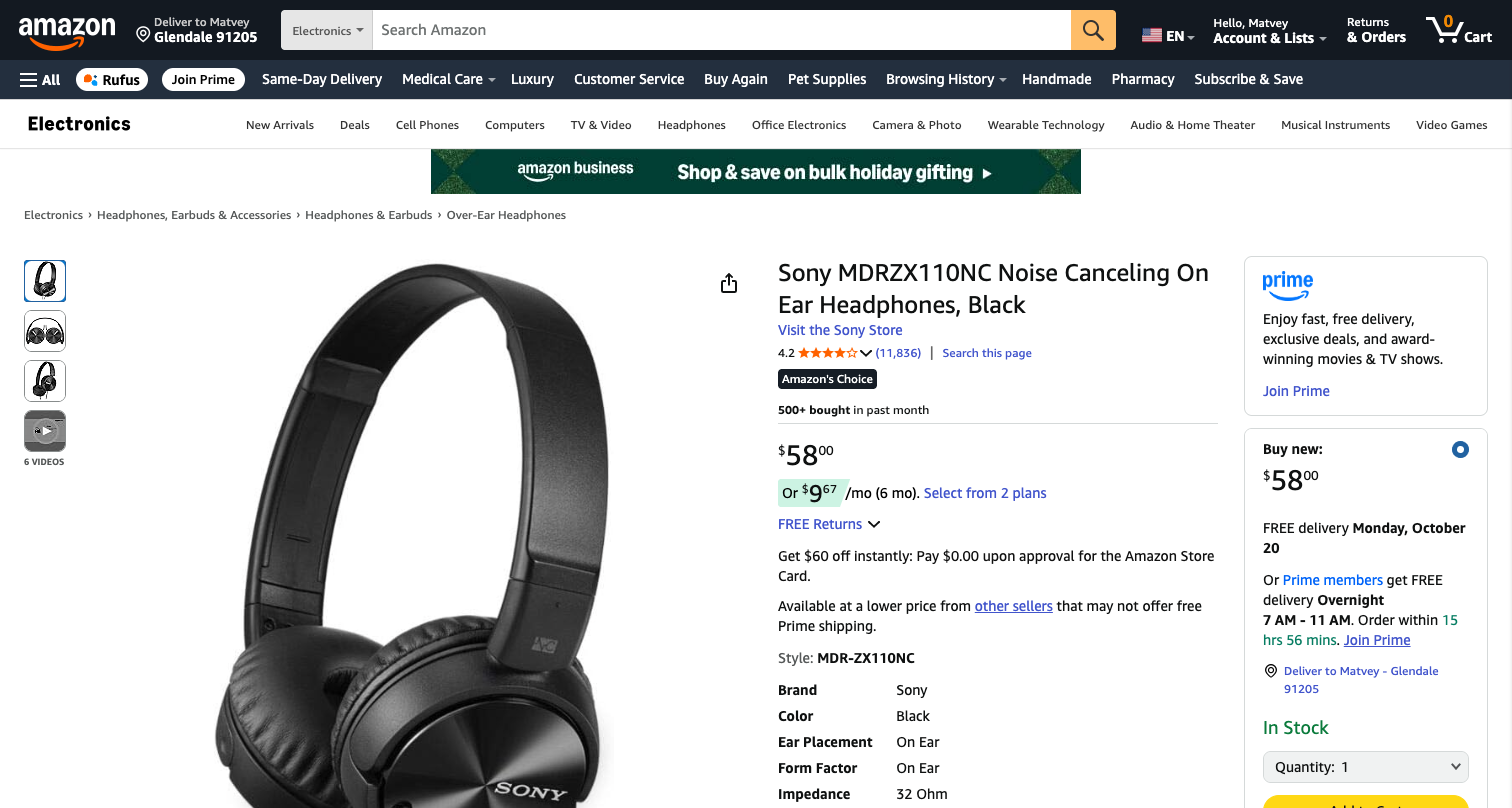 amazon
Deliver to Matvey
Glendale 91205
Electronics
Search Amazon
EN
Hello, Matvey
Account & Lists
Returns
& Orders
0
Cart
All
Rufus
Join Prime
Same-Day Delivery
Medical Care
Luxury
Customer Service
Buy Again
Pet Supplies
Browsing History
Handmade
Pharmacy
Subscribe & Save
Electronics
New Arrivals
Deals
Cell Phones
Computers
TV & Video
Headphones
Office Electronics
Camera & Photo
Wearable Technology
Audio & Home Theater
Musical Instruments
Video Games
amazon business
Shop & save on bulk holiday gifting ▸
Electronics › Headphones, Earbuds & Accessories › Headphones & Earbuds › Over-Ear Headphones
6 VIDEOS
SONY
Sony MDRZX110NC Noise Canceling On
Ear Headphones, Black
Visit the Sony Store
4.2 (11,836) | Search this page
Amazon's Choice
500+ bought in past month
$5800
Or $967 /mo (6 mo). Select from 2 plans
FREE Returns
Get $60 off instantly: Pay $0.00 upon approval for the Amazon Store
Card.
Available at a lower price from other sellers that may not offer free
Prime shipping.
Style: MDR-ZX110NC
Brand Sony
Color Black
Ear Placement On Ear
Form Factor On Ear
Impedance 32 Ohm
prime
Enjoy fast, free delivery,
exclusive deals, and award-
winning movies & TV shows.
Join Prime
Buy new:
$5800
FREE delivery Monday, October
20
Or Prime members get FREE
delivery Overnight
7 AM - 11 AM. Order within 15
hrs 56 mins. Join Prime
Deliver to Matvey - Glendale
91205
In Stock
Quantity: 1